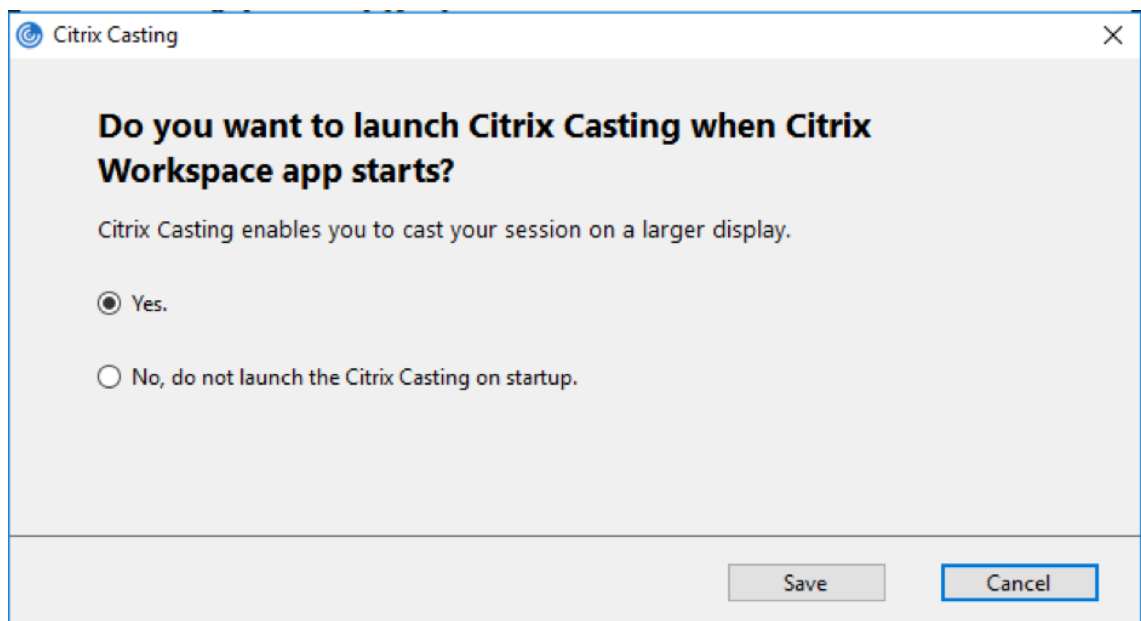 Citrix Casting
Do you want to launch Citrix Casting when Citrix
Workspace app starts?
Citrix Casting enables you to cast your session on a larger display.
Yes.
No, do not launch the Citrix Casting on startup.
Save
Cancel